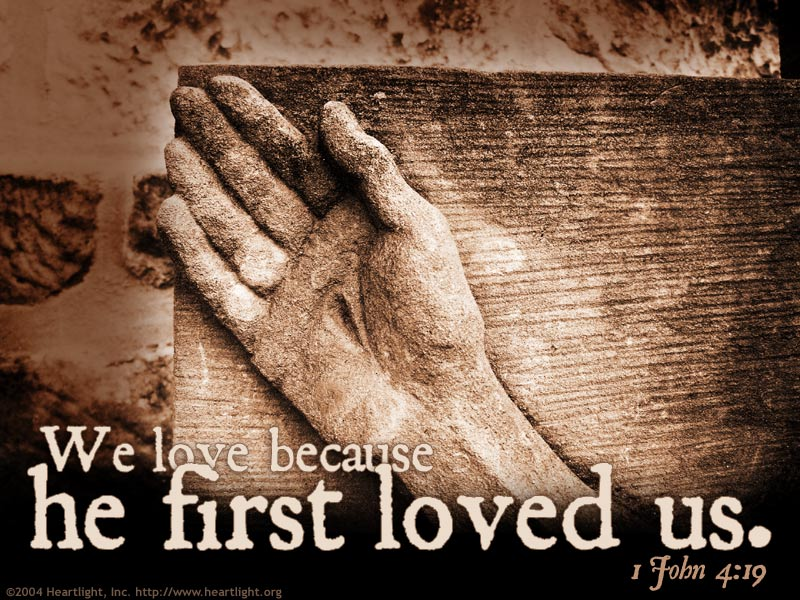 We love because
he first loved us.
1 John 4:19
©2004 Heartlight, Inc. http://www.heartlight.org